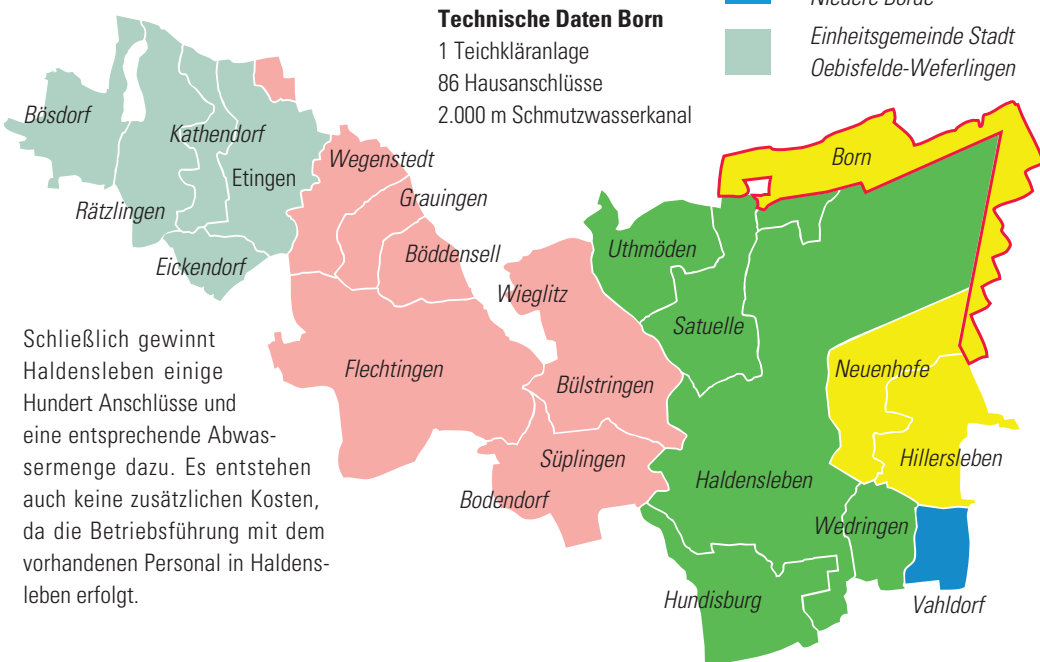 Technische Daten Born
1 Teichkläranlage
86 Hausanschlüsse
2.000 m Schmutzwasserkanal
Niedere Börde
Einheitsgemeinde Stadt
Oebisfelde-Weferlingen
Bösdorf
Kathendorf
Etingen
Rätzlingen
Eickendorf
Wegenstedt
Grauingen
Böddensell
Wieglitz
Flechtingen
Bülstringen
Süplingen
Bodendorf
Uthmöden
Satuelle
Born
Neuenhofe
Hillersleben
Haldensleben
Wedringen
Hundisburg
Vahldorf
Schließlich gewinnt
Haldensleben einige
Hundert Anschlüsse und
eine entsprechende Abwas-
sermenge dazu. Es entstehen
auch keine zusätzlichen Kosten,
da die Betriebsführung mit dem
vorhandenen Personal in Haldens-
leben erfolgt.